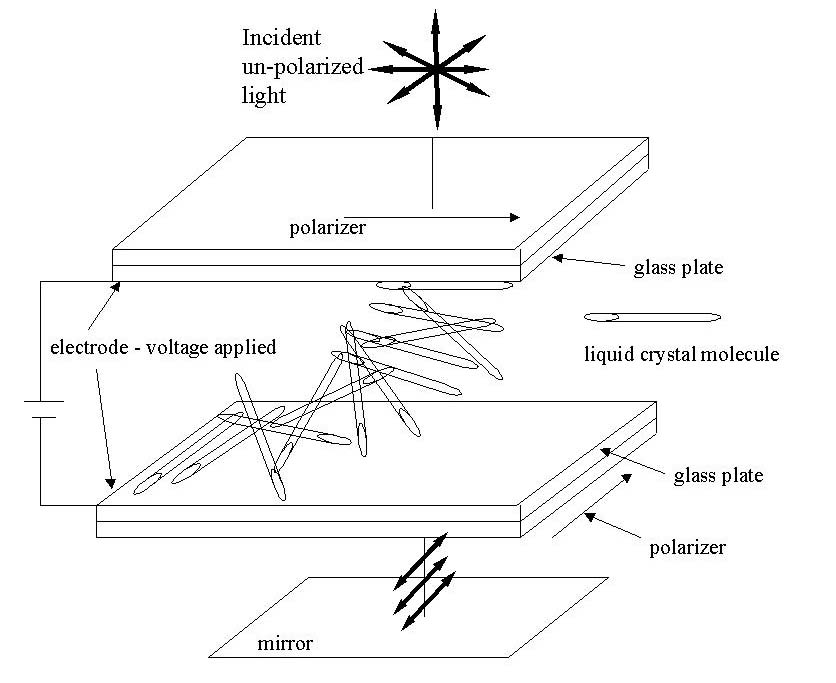 Incident
un-polarized
light
polarizer
glass plate
electrode - voltage applied
liquid crystal molecule
glass plate
polarizer
mirror